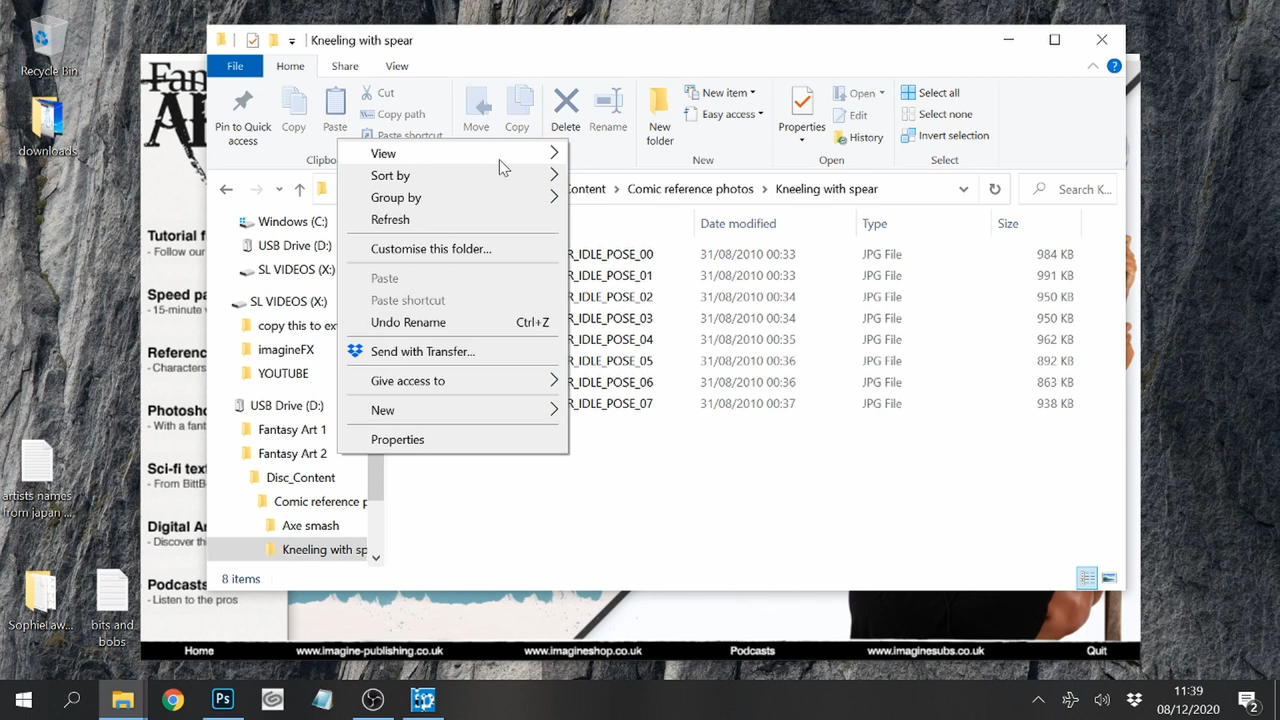 Recycle Bin
downloads
artists names
from japan ...
SophieLaw...
bits and
bobs
Fan
Ar
Tutorial f
- Follow our
Speed pa
- 15-minute
Referenc
- Characters
Photosho
- With a fant
Sci-fi text
- From BittB
Digital Ar
- Discover th
Podcasts
- Listen to the pros
Kneeling with spear
File
Home
Share
View
Pin to Quick
access
Copy
Paste
Cut
Copy path
Paste shortcut
Move
Copy
Delete
Rename
New
folder
New item
Easy access
Properties
Open
Edit
History
Select all
Select none
Invert selection
Clipbo
New
Open
Select
Content > Comic reference photos > Kneeling with spear
Search K...
Date modified
Type
Size
R_IDLE_POSE_00 31/08/2010 00:33 JPG File 984 KB
R_IDLE_POSE_01 31/08/2010 00:33 JPG File 991 KB
R_IDLE_POSE_02 31/08/2010 00:34 JPG File 950 KB
R_IDLE_POSE_03 31/08/2010 00:34 JPG File 950 KB
R_IDLE_POSE_04 31/08/2010 00:35 JPG File 962 KB
R_IDLE_POSE_05 31/08/2010 00:36 JPG File 892 KB
R_IDLE_POSE_06 31/08/2010 00:36 JPG File 863 KB
R_IDLE_POSE_07 31/08/2010 00:37 JPG File 938 KB
Windows (C:)
USB Drive (D:)
SL VIDEOS (X:)
SL VIDEOS (X:)
copy this to ex
imagineFX
YOUTUBE
USB Drive (D:)
Fantasy Art 1
Fantasy Art 2
Disc_Content
Comic reference p
Axe smash
Kneeling with sp
View
Sort by
Group by
Refresh
Customise this folder...
Paste
Paste shortcut
Undo Rename Ctrl+Z
Send with Transfer...
Give access to
New
Properties
8 items
Home
www.imagine-publishing.co.uk
www.imagineshop.co.uk
Podcasts
www.imaginesubs.co.uk
Quit
Ps
11:39
08/12/2020
2